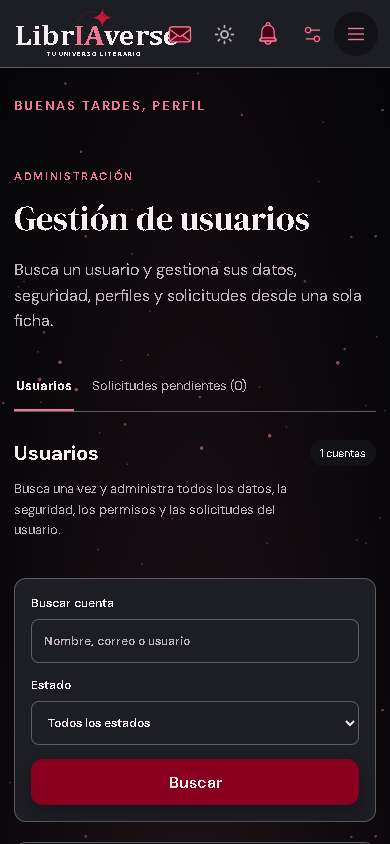 LibrIAverso
TU UNIVERSO LITERARIO
BUENAS TARDES, PERFIL
ADMINISTRACIÓN
Gestión de usuarios
Busca un usuario y gestiona sus datos,
seguridad, perfiles y solicitudes desde una sola
ficha.
Usuarios
Solicitudes pendientes (0)
Usuarios
1 cuentas
Busca una vez y administra todos los datos, la
seguridad, los permisos y las solicitudes del
usuario.
Buscar cuenta
Nombre, correo o usuario
Estado
Todos los estados
Buscar